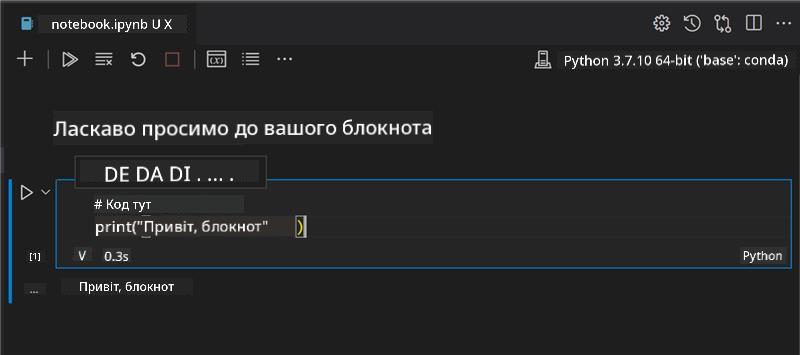 notebook.ipynb U X
Python 3.7.10 64-bit ('base': conda)
Ласкаво просимо до вашого блокнота
DE DA DI . ... .
# Код тут
print("Привіт, блокнот" )
[1] V 0.3s Python
... Привіт, блокнот